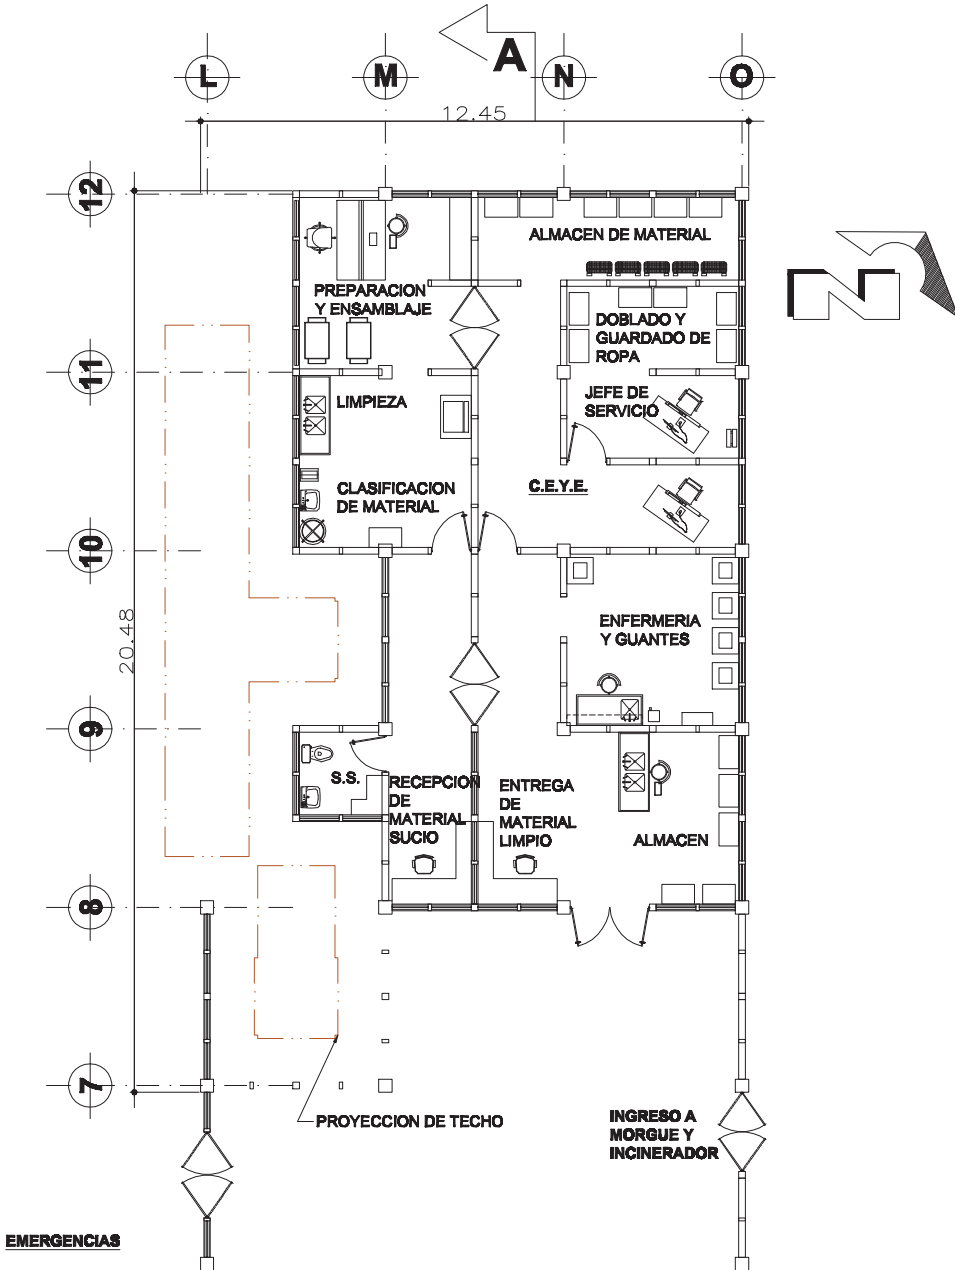 A
L
M
N
O
12.45
12
ALMACEN DE MATERIAL
N
PREPARACION
Y ENSAMBLAJE
DOBLADO Y
GUARDADO DE
ROPA
11
LIMPIEZA
JEFE DE
SERVICIO
C.E.Y.E.
CLASIFICACION
DE MATERIAL
10
20.48
ENFERMERIA
Y GUANTES
9
S.S.
RECEPCION
DE
MATERIAL
SUCIO
ENTREGA
DE
MATERIAL
LIMPIO
ALMACEN
8
7
PROYECCION DE TECHO
INGRESO A
MORGUE Y
INCINERADOR
EMERGENCIAS